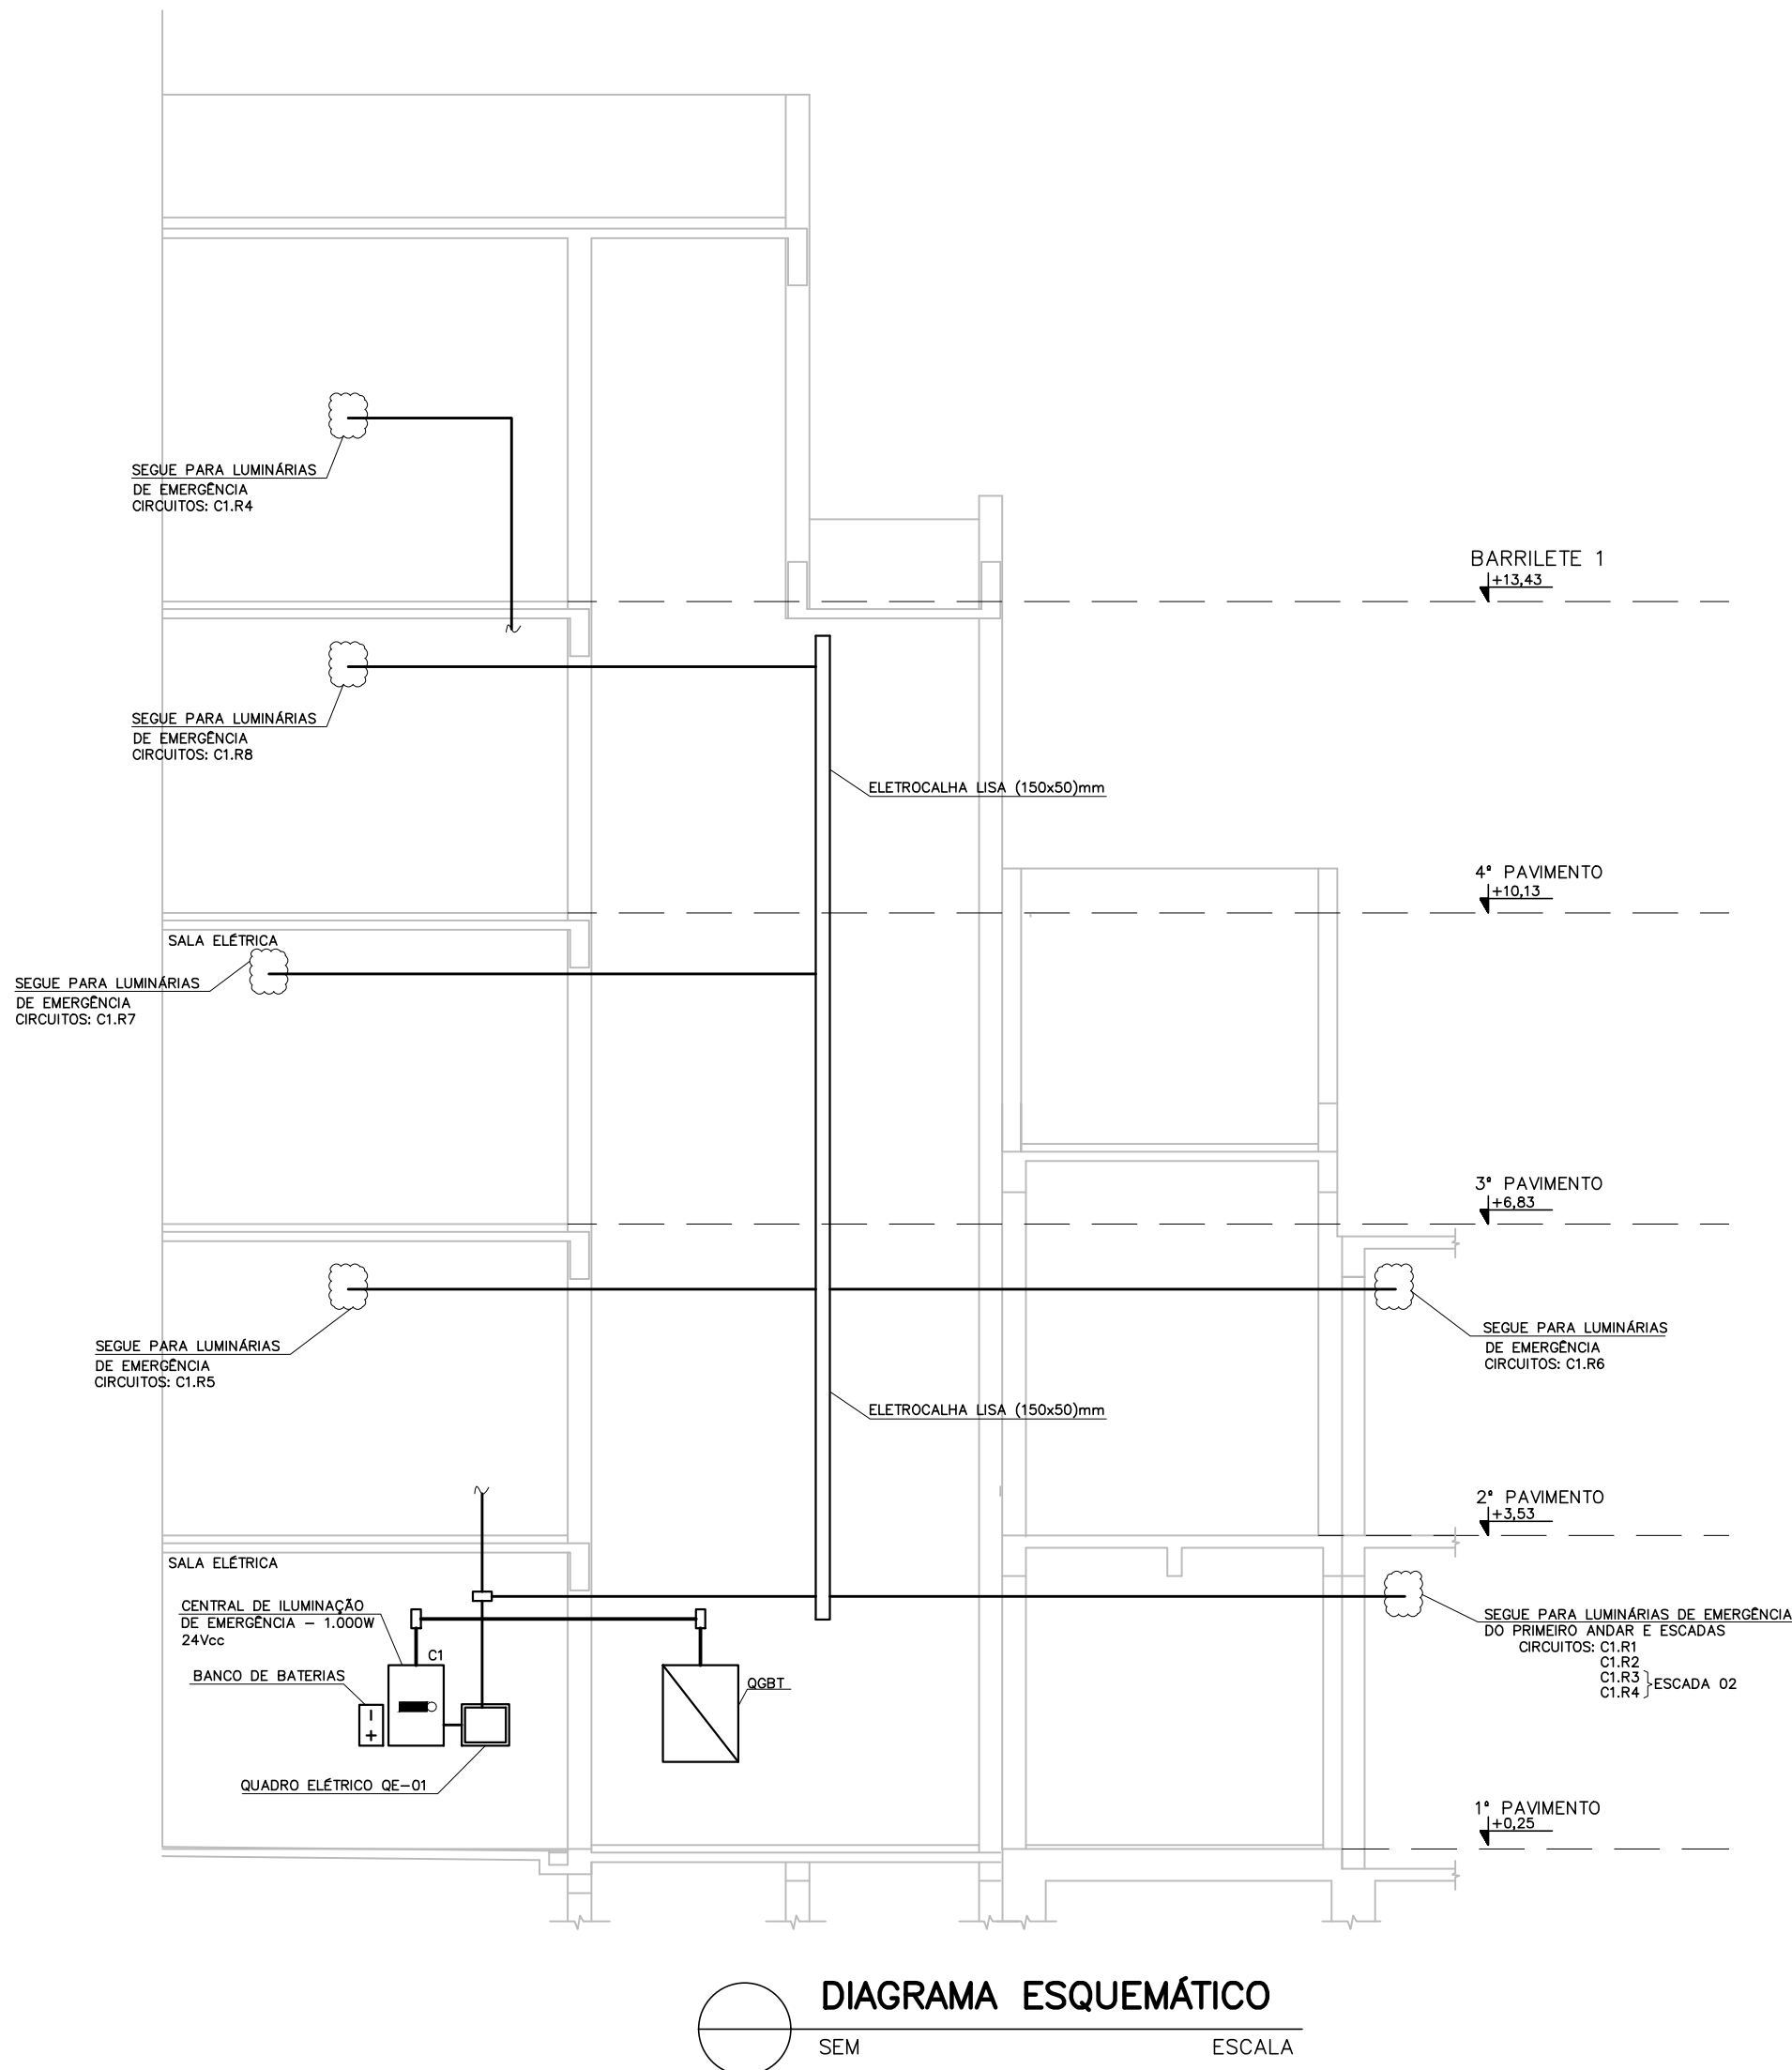 SEGUE PARA LUMINÁRIAS
DE EMERGÊNCIA
CIRCUITOS: C1.R4
BARRILETE 1
+13,43
SEGUE PARA LUMINÁRIAS
DE EMERGÊNCIA
CIRCUITOS: C1.R8
ELETROCALHA LISA (150x50)mm
4º PAVIMENTO
+10,13
SALA ELÉTRICA
SEGUE PARA LUMINÁRIAS
DE EMERGÊNCIA
CIRCUITOS: C1.R7
3º PAVIMENTO
+6,83
SEGUE PARA LUMINÁRIAS
DE EMERGÊNCIA
CIRCUITOS: C1.R5
SEGUE PARA LUMINÁRIAS
DE EMERGÊNCIA
CIRCUITOS: C1.R6
ELETROCALHA LISA (150x50)mm
2º PAVIMENTO
+3,53
SALA ELÉTRICA
CENTRAL DE ILUMINAÇÃO
DE EMERGÊNCIA – 1.000W
24Vcc
C1
BANCO DE BATERIAS
QGBT
QUADRO ELÉTRICO QE–01
SEGUE PARA LUMINÁRIAS DE EMERGÊNCIA
DO PRIMEIRO ANDAR E ESCADAS
CIRCUITOS: C1.R1
C1.R2
C1.R3
C1.R4
ESCADA 02
1º PAVIMENTO
+0,25
DIAGRAMA ESQUEMÁTICO
SEM ESCALA